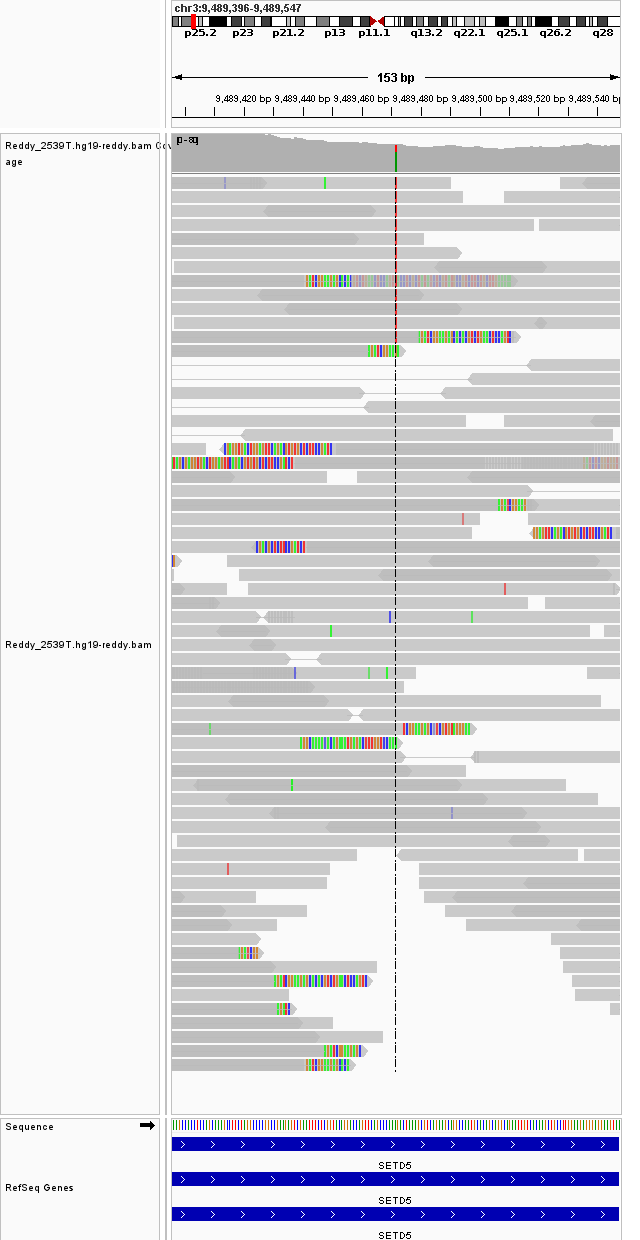 chr3:9,489,396-9,489,547
p25.2 p23 p21.2 p13 p11.1 q13.2 q22.1 q25.1 q26.2 q28
153 bp
9,489,420 bp 9,489,440 bp 9,489,460 bp 9,489,480 bp 9,489,500 bp 9,489,520 bp 9,489,540 bp
Reddy_2539T.hg19-reddy.bam Cov
age
Reddy_2539T.hg19-reddy.bam
Sequence
SETD5
RefSeq Genes
SETD5
SETD5